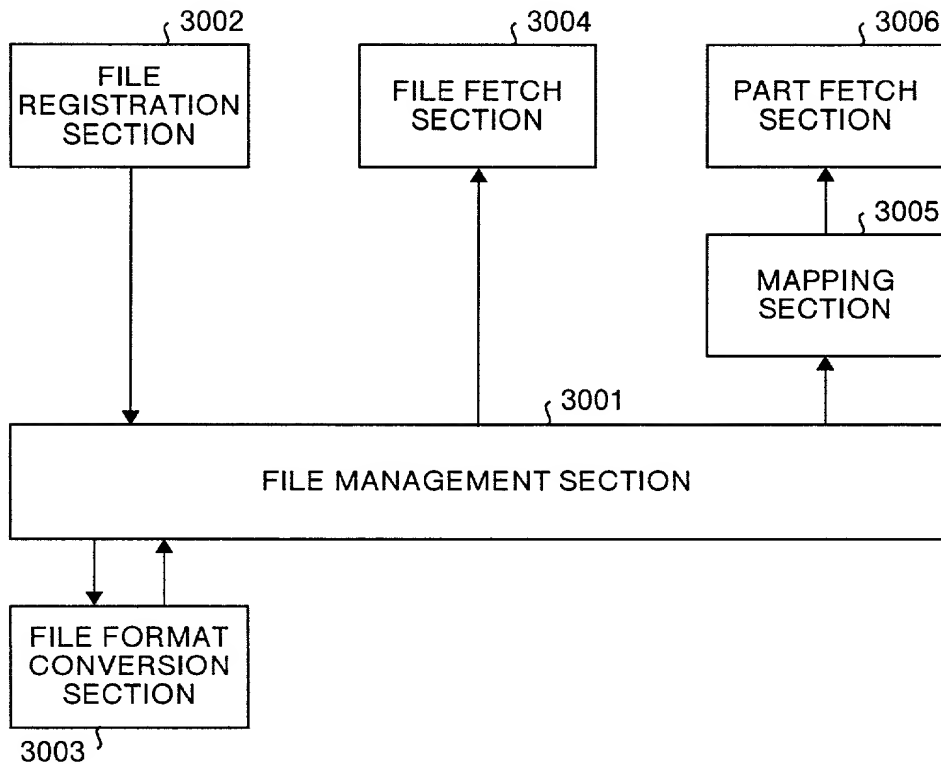 3002
3004
3006
FILE
REGISTRATION
SECTION
FILE FETCH
SECTION
PART FETCH
SECTION
3005
MAPPING
SECTION
3001
FILE MANAGEMENT SECTION
FILE FORMAT
CONVERSION
SECTION
3003